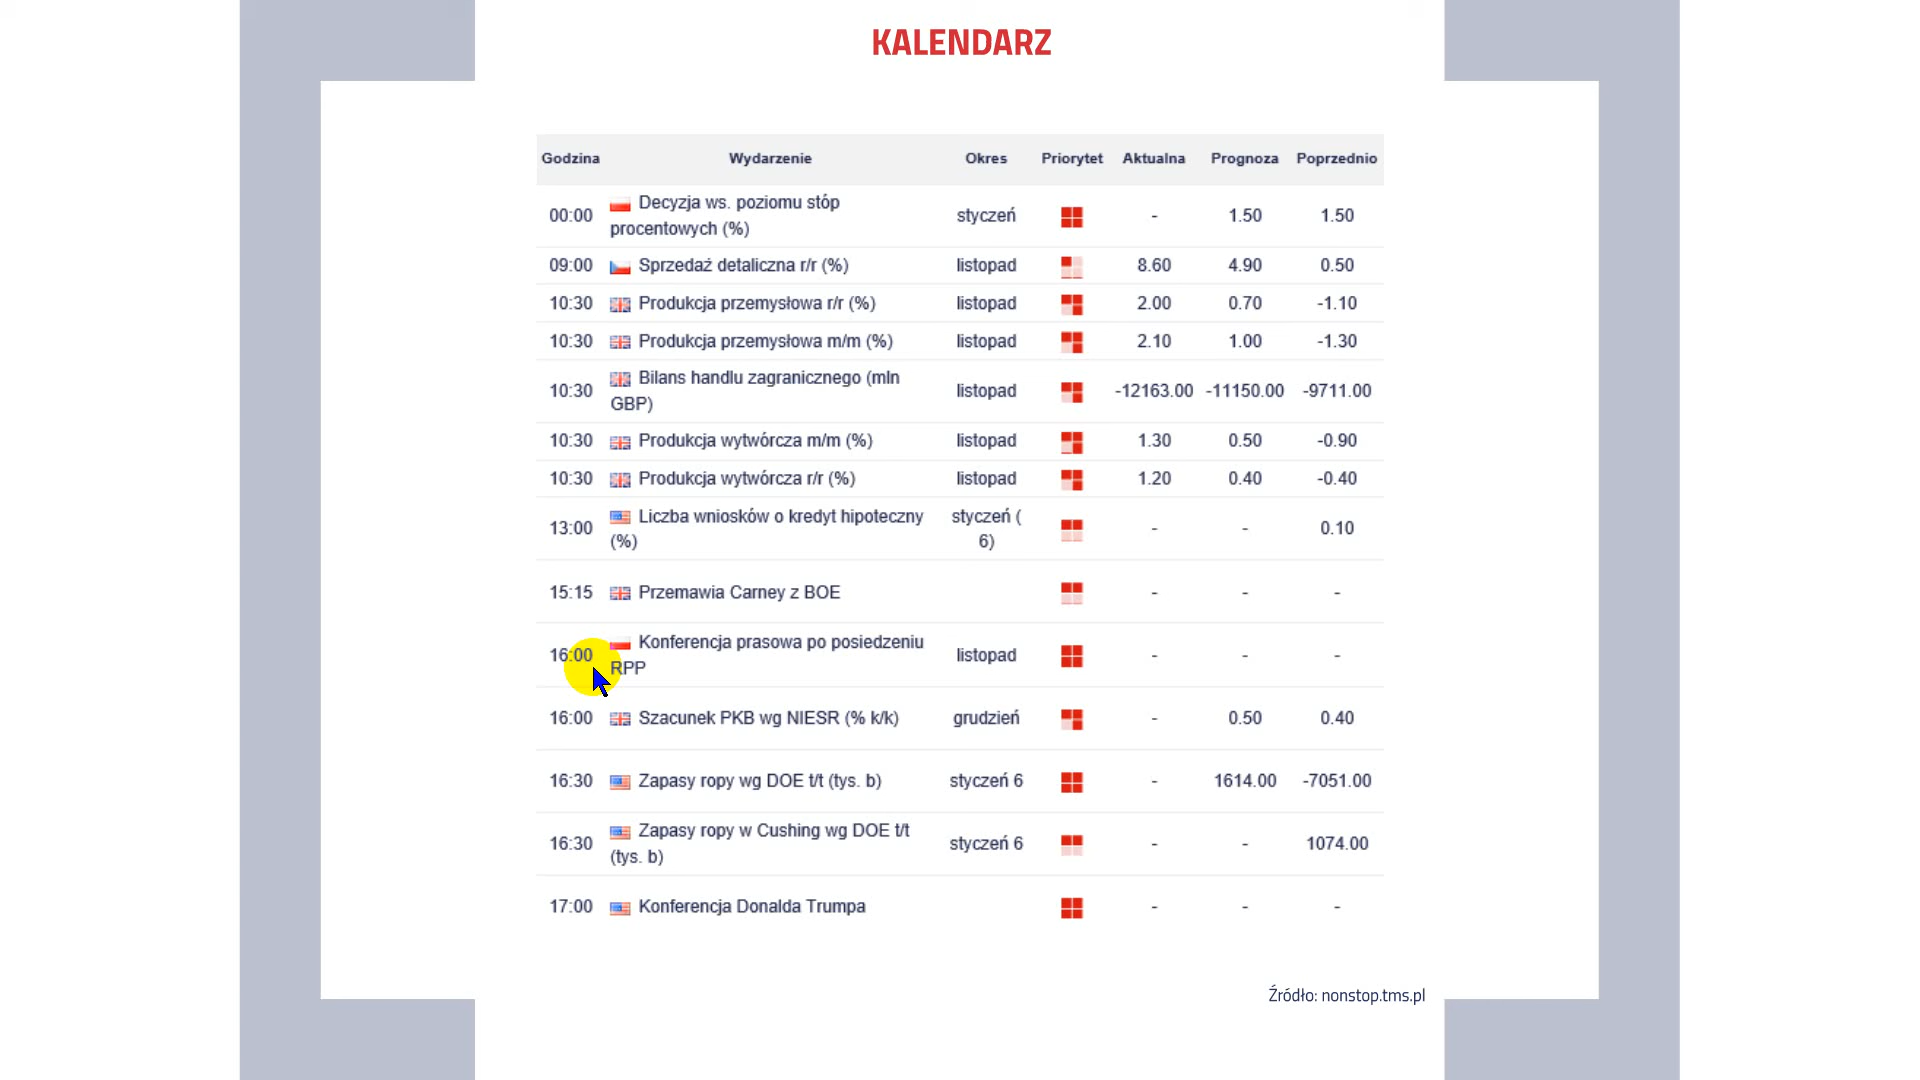 KALENDARZ
Godzina Wydarzenie Okres Priorytet Aktualna Prognoza Poprzednio
00:00 Decyzja ws. poziomu stóp procentowych (%) styczeń - 1.50 1.50
09:00 Sprzedaż detaliczna r/r (%) listopad 8.60 4.90 0.50
10:30 Produkcja przemysłowa r/r (%) listopad 2.00 0.70 -1.10
10:30 Produkcja przemysłowa m/m (%) listopad 2.10 1.00 -1.30
10:30 Bilans handlu zagranicznego (mln GBP) listopad -12163.00 -11150.00 -9711.00
10:30 Produkcja wytwórcza m/m (%) listopad 1.30 0.50 -0.90
10:30 Produkcja wytwórcza r/r (%) listopad 1.20 0.40 -0.40
13:00 Liczba wniosków o kredyt hipoteczny (%) styczeń ( 6) - - 0.10
15:15 Przemawia Carney z BOE - - -
16:00 Konferencja prasowa po posiedzeniu RPP listopad - - -
16:00 Szacunek PKB wg NIESR (% k/k) grudzień - 0.50 0.40
16:30 Zapasy ropy wg DOE t/t (tys. b) styczeń 6 - 1614.00 -7051.00
16:30 Zapasy ropy w Cushing wg DOE t/t (tys. b) styczeń 6 - - 1074.00
17:00 Konferencja Donalda Trumpa - - -
Źródło: nonstop.tms.pl